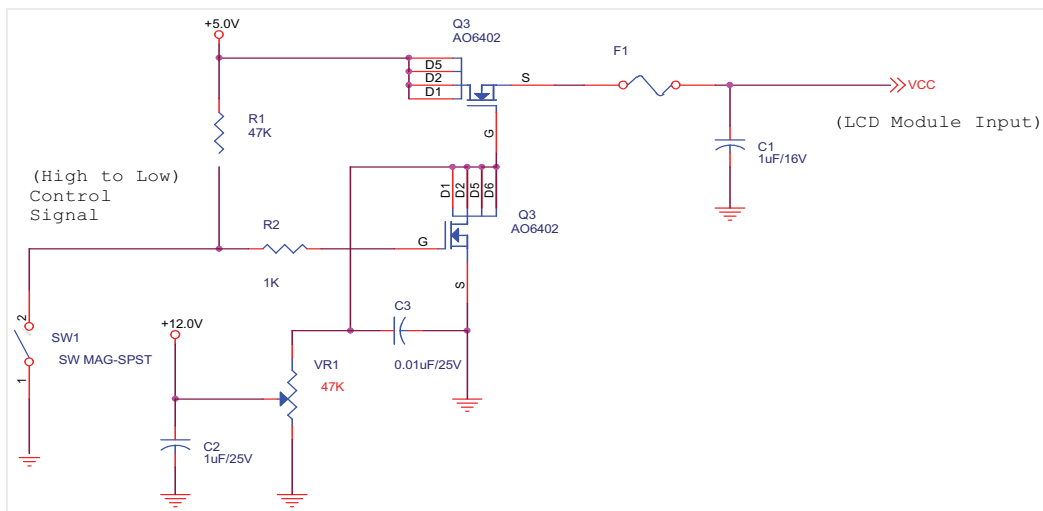 +5.0V
Q3
AO6402
F1
D5
D2
D1
S
G
VCC
(LCD Module Input)
R1
47K
C1
1uF/16V
(High to Low)
Control
Signal
D1
D2
D5
D6
Q3
AO6402
R2
1K
G
S
2
1
SW1
SW MAG-SPST
+12.0V
C3
0.01uF/25V
VR1
47K
C2
1uF/25V